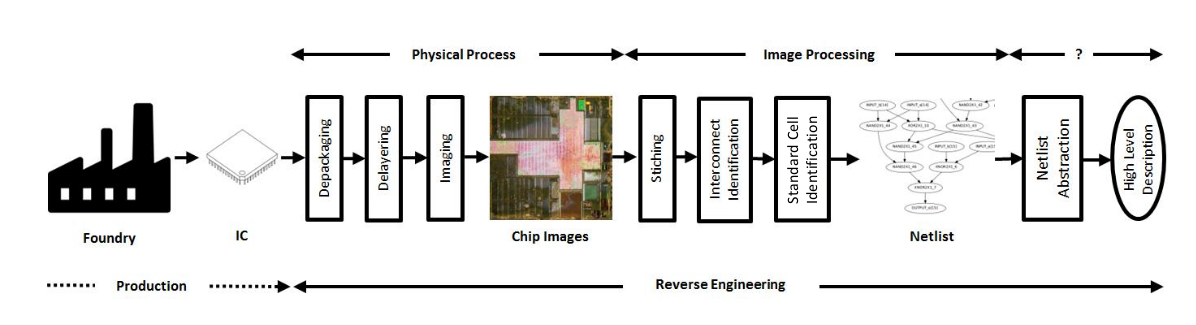 Physical Process
Image Processing
?
Depackaging
Delayering
Imaging
Stiching
Interconnect
Identification
Standard Cell
Identification
Netlist
Abstraction
High Level
Description
Foundry
IC
Chip Images
Netlist
Production
Reverse Engineering